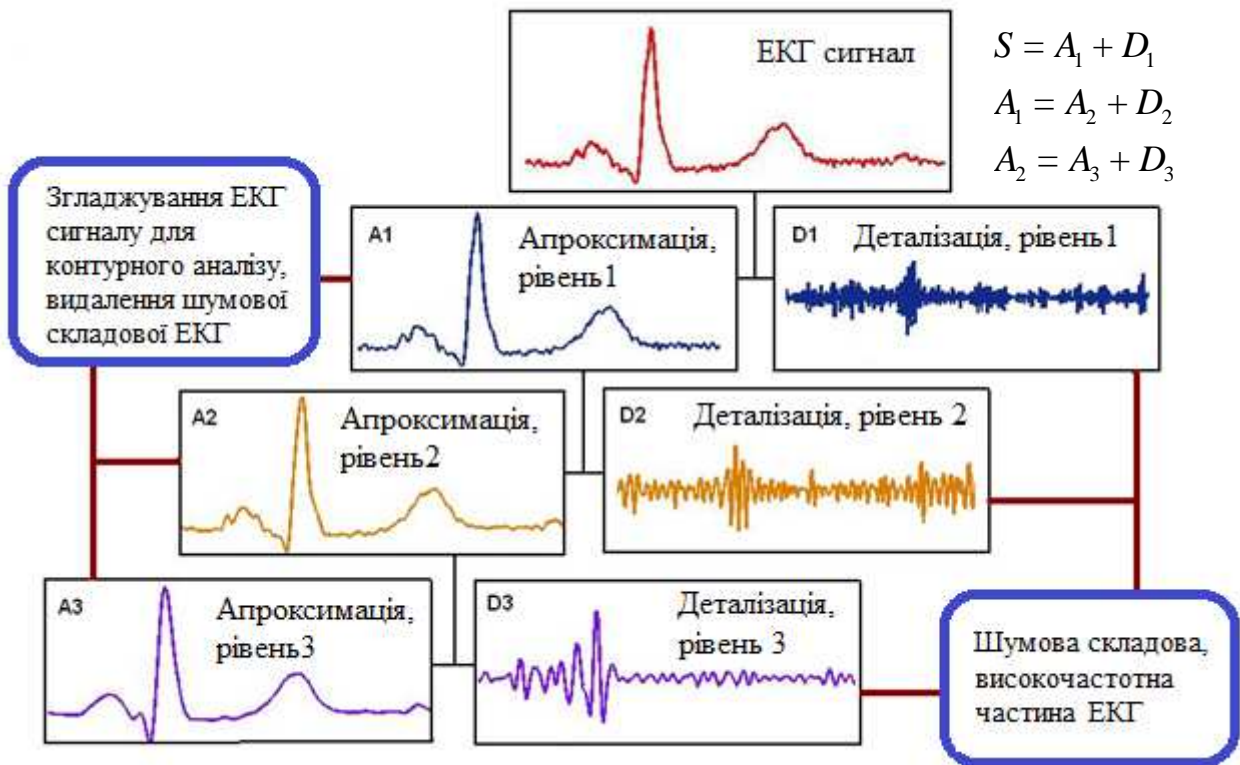 ЕКГ сигнал
S = A₁ + D₁
A₁ = A₂ + D₂
A₂ = A₃ + D₃
Згладжування ЕКГ
сигналу для
контурного аналізу,
видалення шумової
складової ЕКГ
A1
Апроксимація,
рівень1
D1
Деталізація, рівень1
A2
Апроксимація,
рівень2
D2
Деталізація, рівень 2
A3
Апроксимація,
рівень3
D3
Деталізація,
рівень 3
Шумова складова,
високочастотна
частина ЕКГ